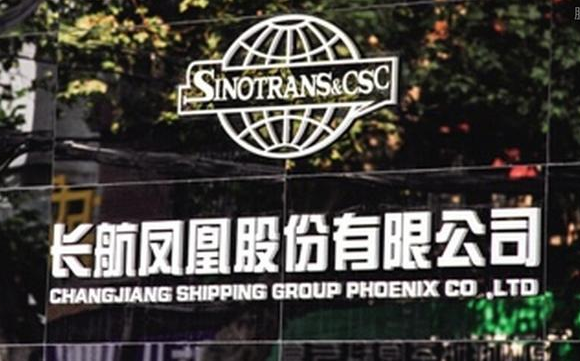 SINOTRANS&CSC
长航凤凰股份有限公司
CHANGJIANG SHIPPING GROUP PHOENIX CO .,LTD